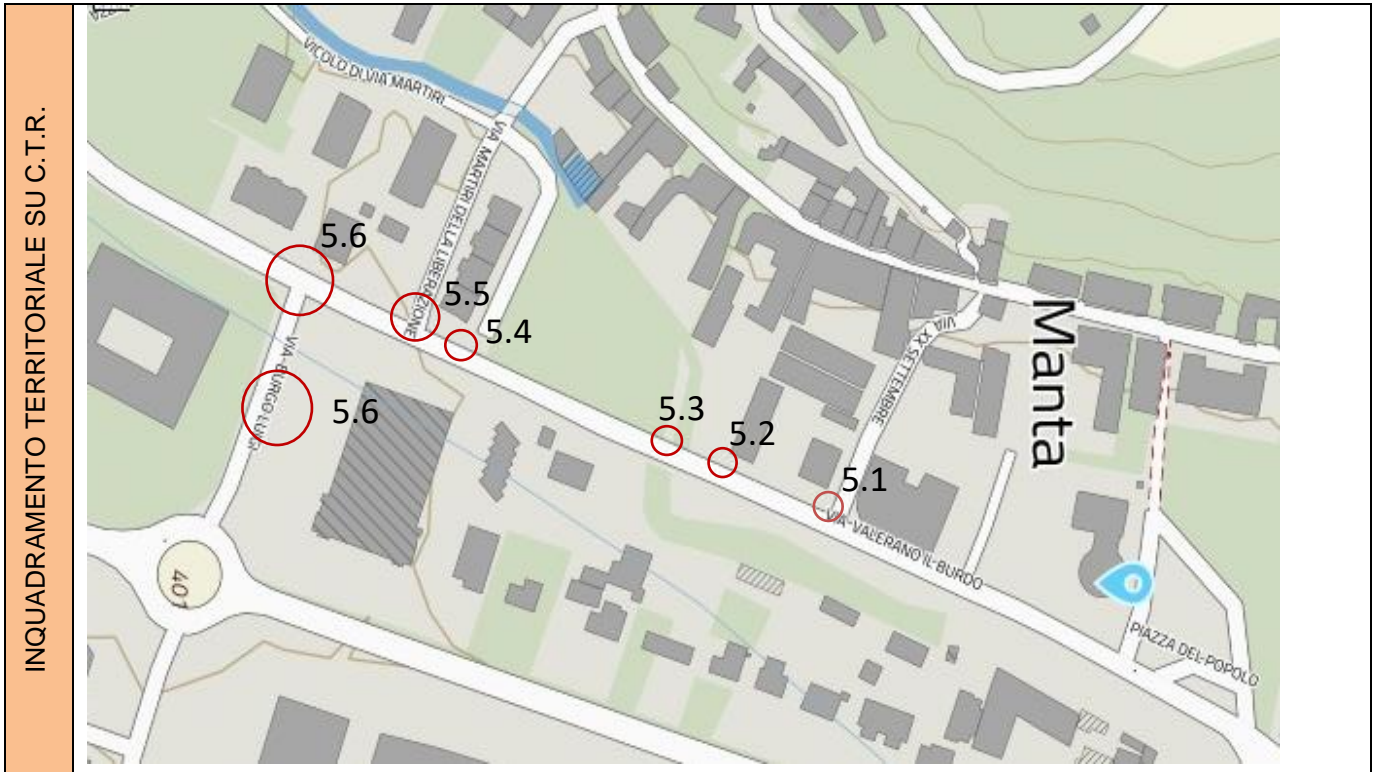 INQUADRAMENTO TERRITORIALE SU C.T.R.
VICOLO DI VIA MARTIRI
VIA MARTIRI DELLA LIBERAZIONE
5.6
5.5
5.4
VIA BURGO LUIGI
5.6
5.3
5.2
5.1
VIA XX SETTEMBRE
Manta
VIA VALERANO IL BURDO
PIAZZA DEL POPOLO
401